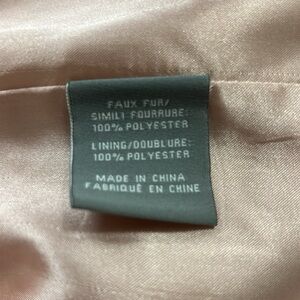 FAUX FUR/
SIMILI FOURRURE:
100% POLYESTER
LINING/DOUBLURE:
100% POLYESTER
MADE IN CHINA
FABRIQUÉ EN CHINE